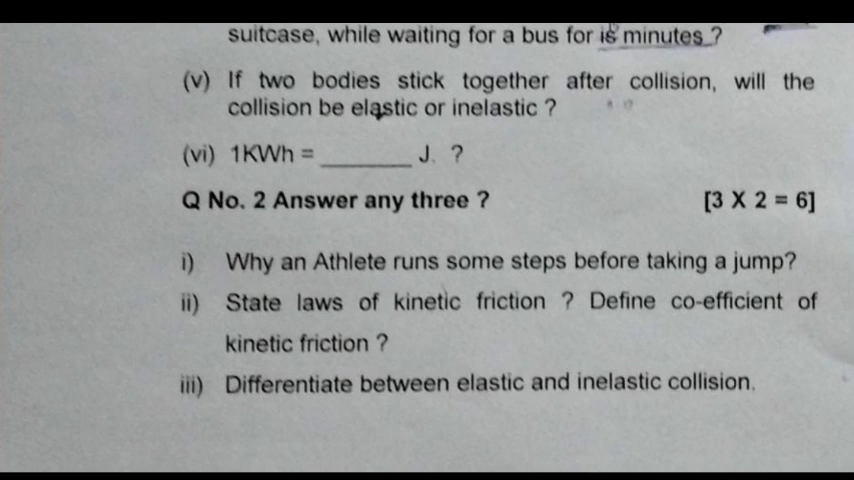 suitcase, while waiting for a bus for is minutes ?
(v) If two bodies stick together after collision, will the
collision be elastic or inelastic ?
(vi) 1KWh = ________ J. ?
Q No. 2 Answer any three ? [3 X 2 = 6]
i) Why an Athlete runs some steps before taking a jump?
ii) State laws of kinetic friction ? Define co-efficient of
kinetic friction ?
iii) Differentiate between elastic and inelastic collision.